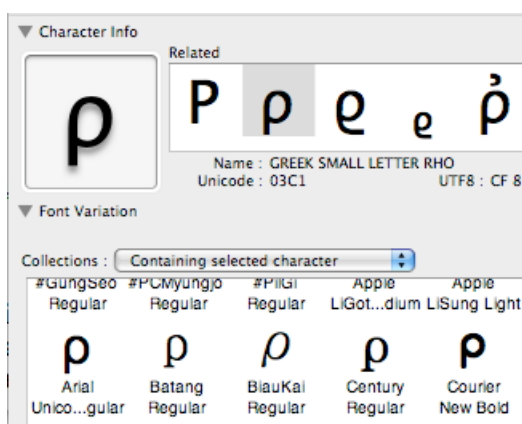 Character Info
Related
ρ
Ρ ρ ϱ ᵨ ῤ
Name : GREEK SMALL LETTER RHO
Unicode : 03C1 UTF8 : CF 8
Font Variation
Collections : Containing selected character
#GungSeo #PCMyungjo #PilGi Apple Apple
Regular Regular Regular LiGot...dium LiSung Light
ρ ρ ρ ρ ρ
Arial Batang BiauKai Century Courier
Unico...gular Regular Regular Regular New Bold